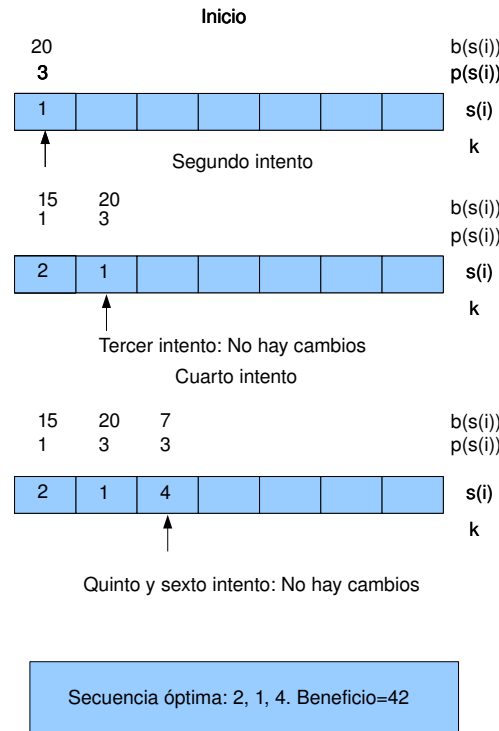 Inicio
20 b(s(i))
3 p(s(i))
1 s(i)
k
Segundo intento
15 20 b(s(i))
1 3 p(s(i))
2 1 s(i)
k
Tercer intento: No hay cambios
Cuarto intento
15 20 7 b(s(i))
1 3 3 p(s(i))
2 1 4 s(i)
k
Quinto y sexto intento: No hay cambios
Secuencia óptima: 2, 1, 4. Beneficio=42